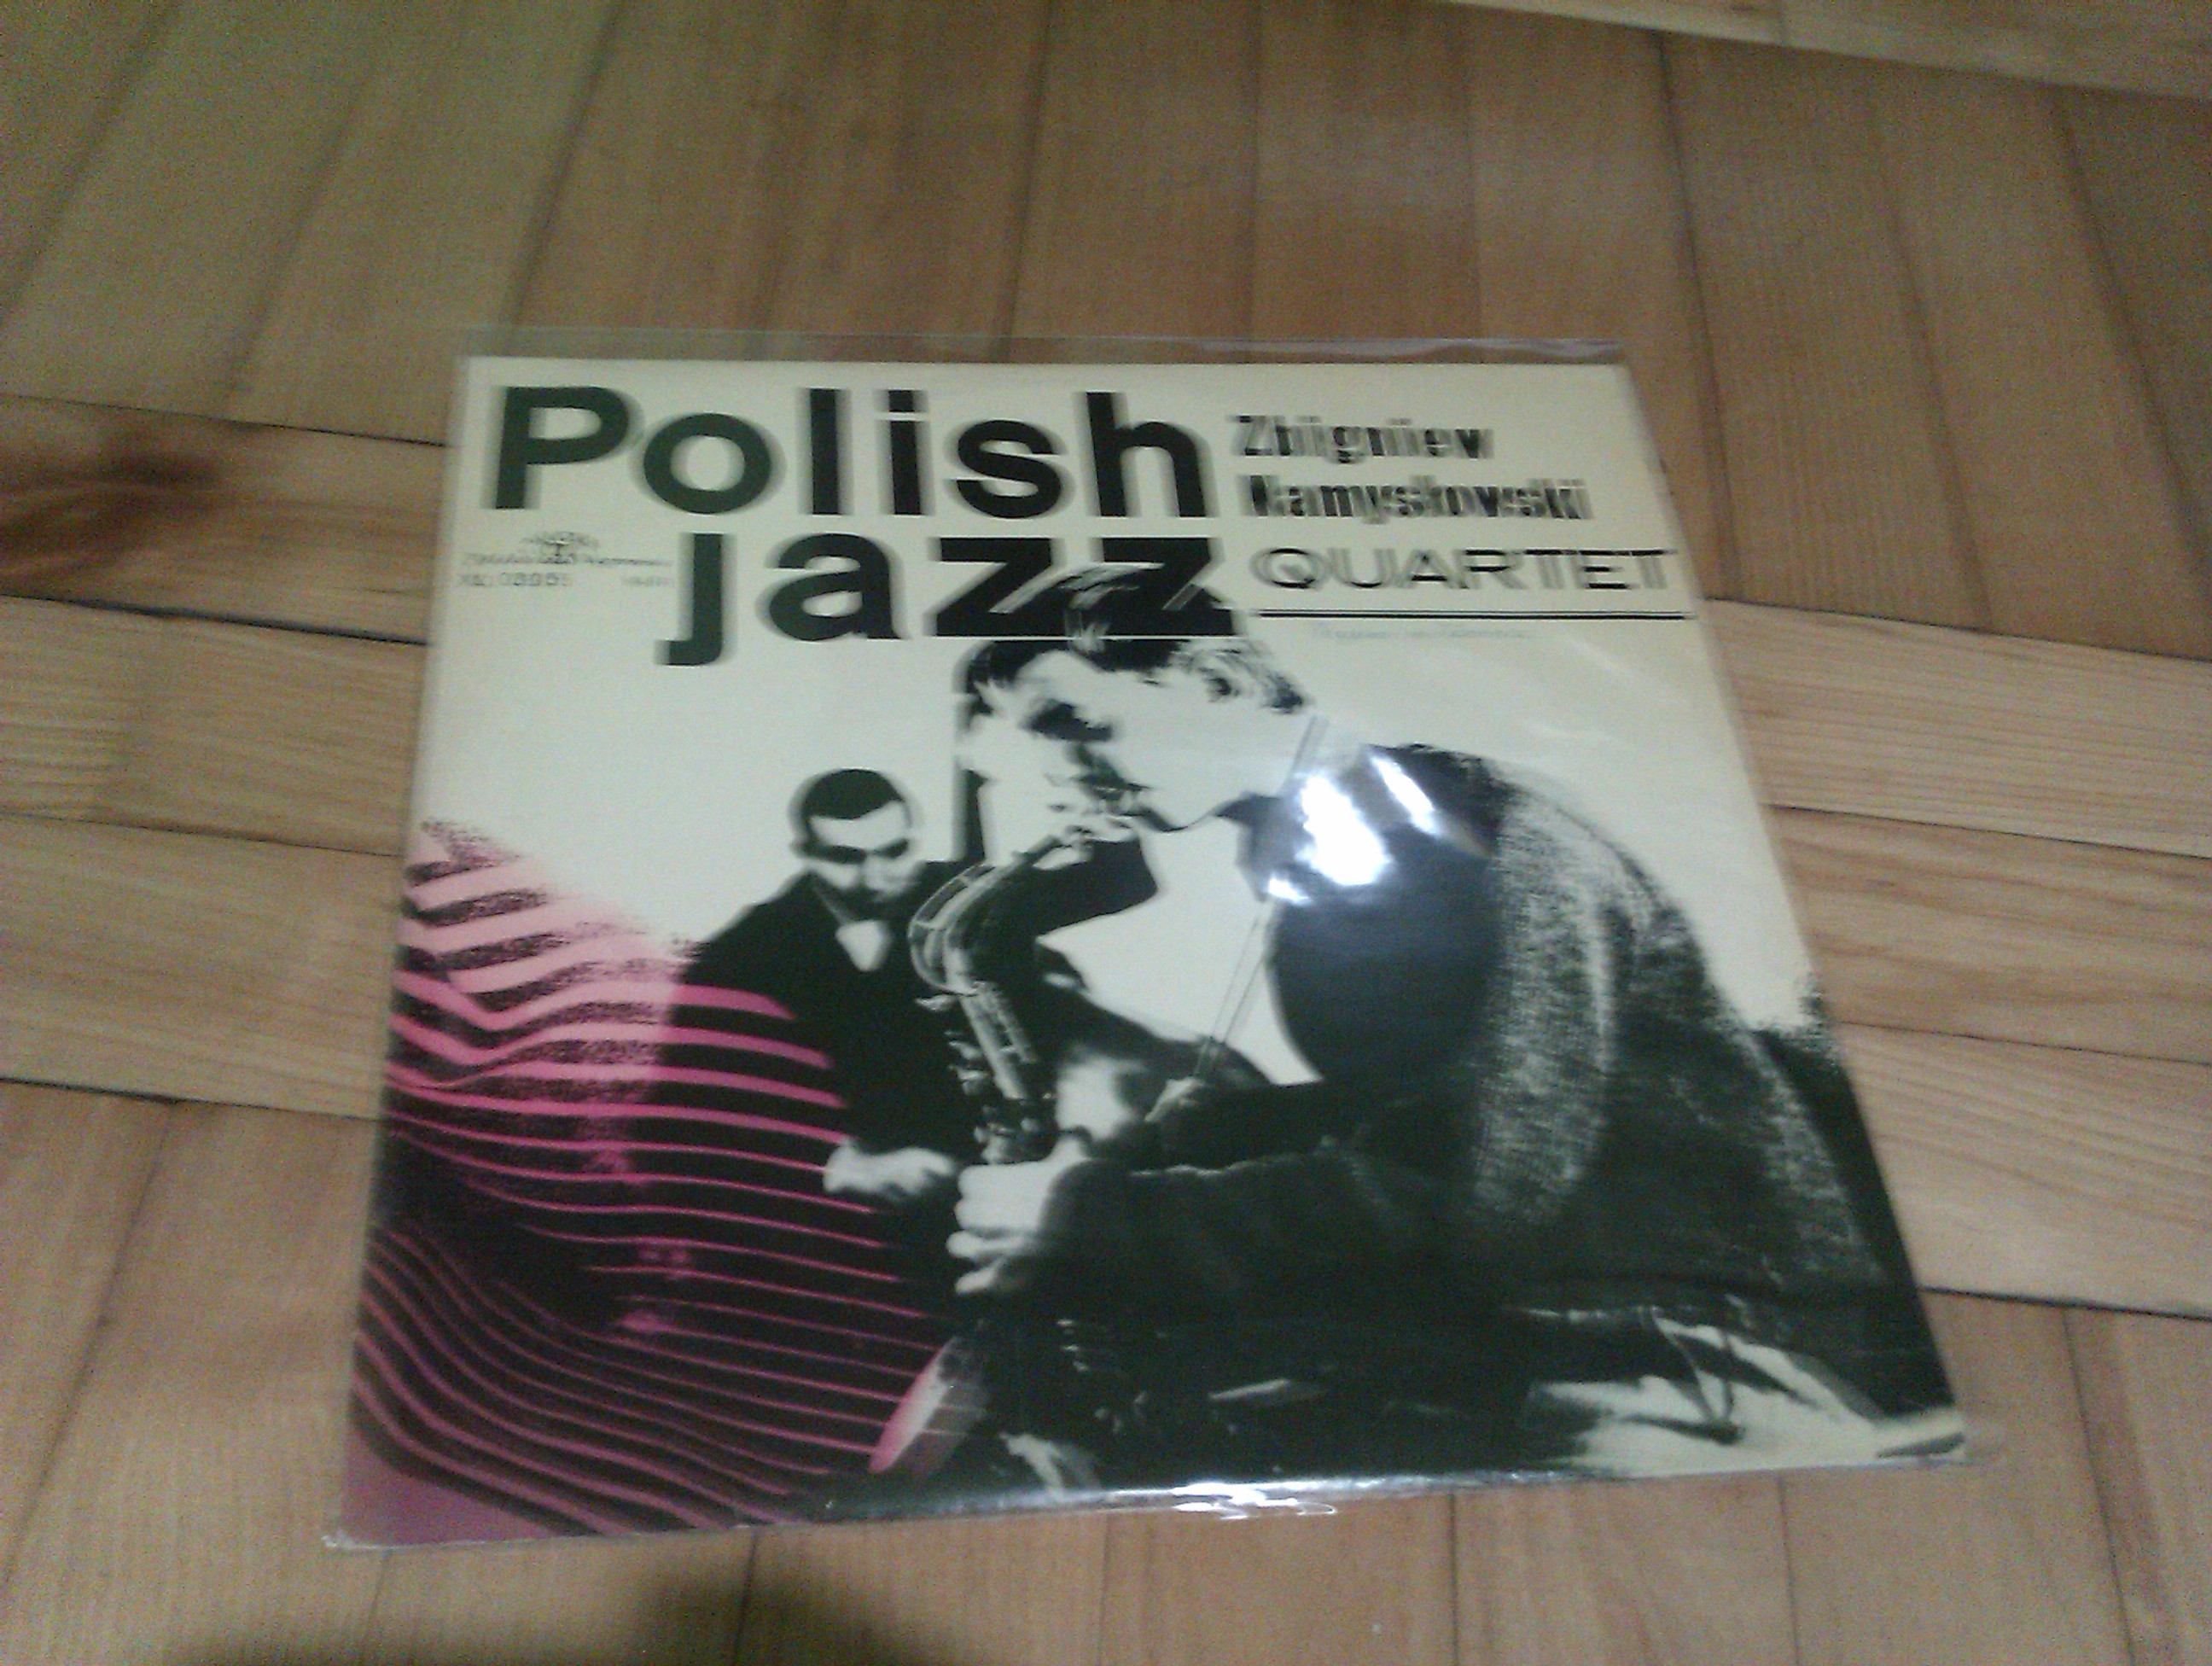 Polish
jazz
Zbigniew
Namysłowski
QUARTET